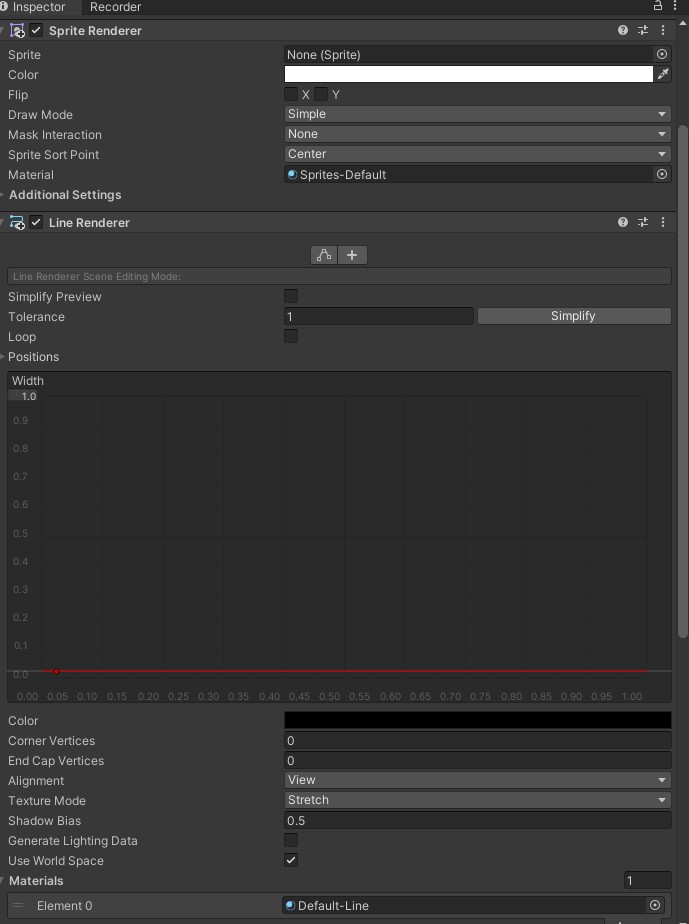 Inspector Recorder
Sprite Renderer
Sprite None (Sprite)
Color
Flip X Y
Draw Mode Simple
Mask Interaction None
Sprite Sort Point Center
Material Sprites-Default
Additional Settings
Line Renderer
Line Renderer Scene Editing Mode:
Simplify Preview
Tolerance 1 Simplify
Loop
Positions
Width
1.0
0.9
0.8
0.7
0.6
0.5
0.4
0.3
0.2
0.1
0.0
0.00 0.05 0.10 0.15 0.20 0.25 0.30 0.35 0.40 0.45 0.50 0.55 0.60 0.65 0.70 0.75 0.80 0.85 0.90 0.95 1.00
Color
Corner Vertices 0
End Cap Vertices 0
Alignment View
Texture Mode Stretch
Shadow Bias 0.5
Generate Lighting Data
Use World Space
Materials 1
Element 0 Default-Line